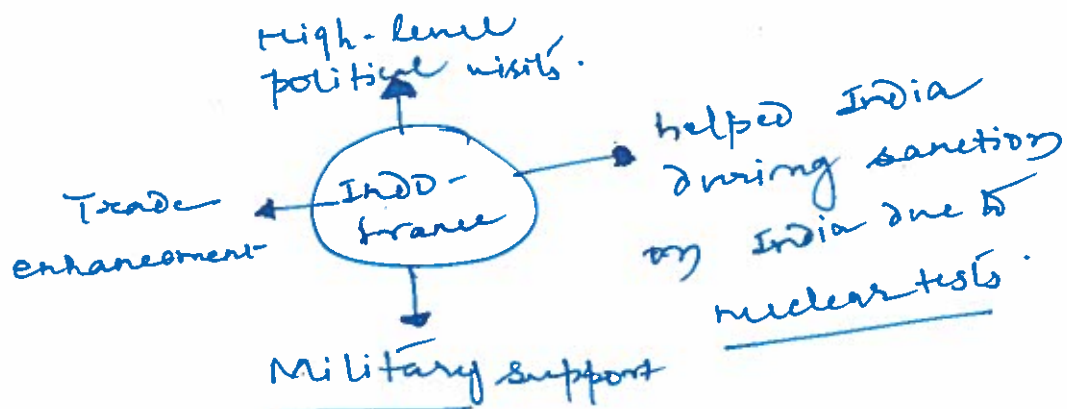 High-level
political visits.
helped India
during sanction
on India due to
nuclear tests.
Indo-
france
Trade
enhancement
Military support